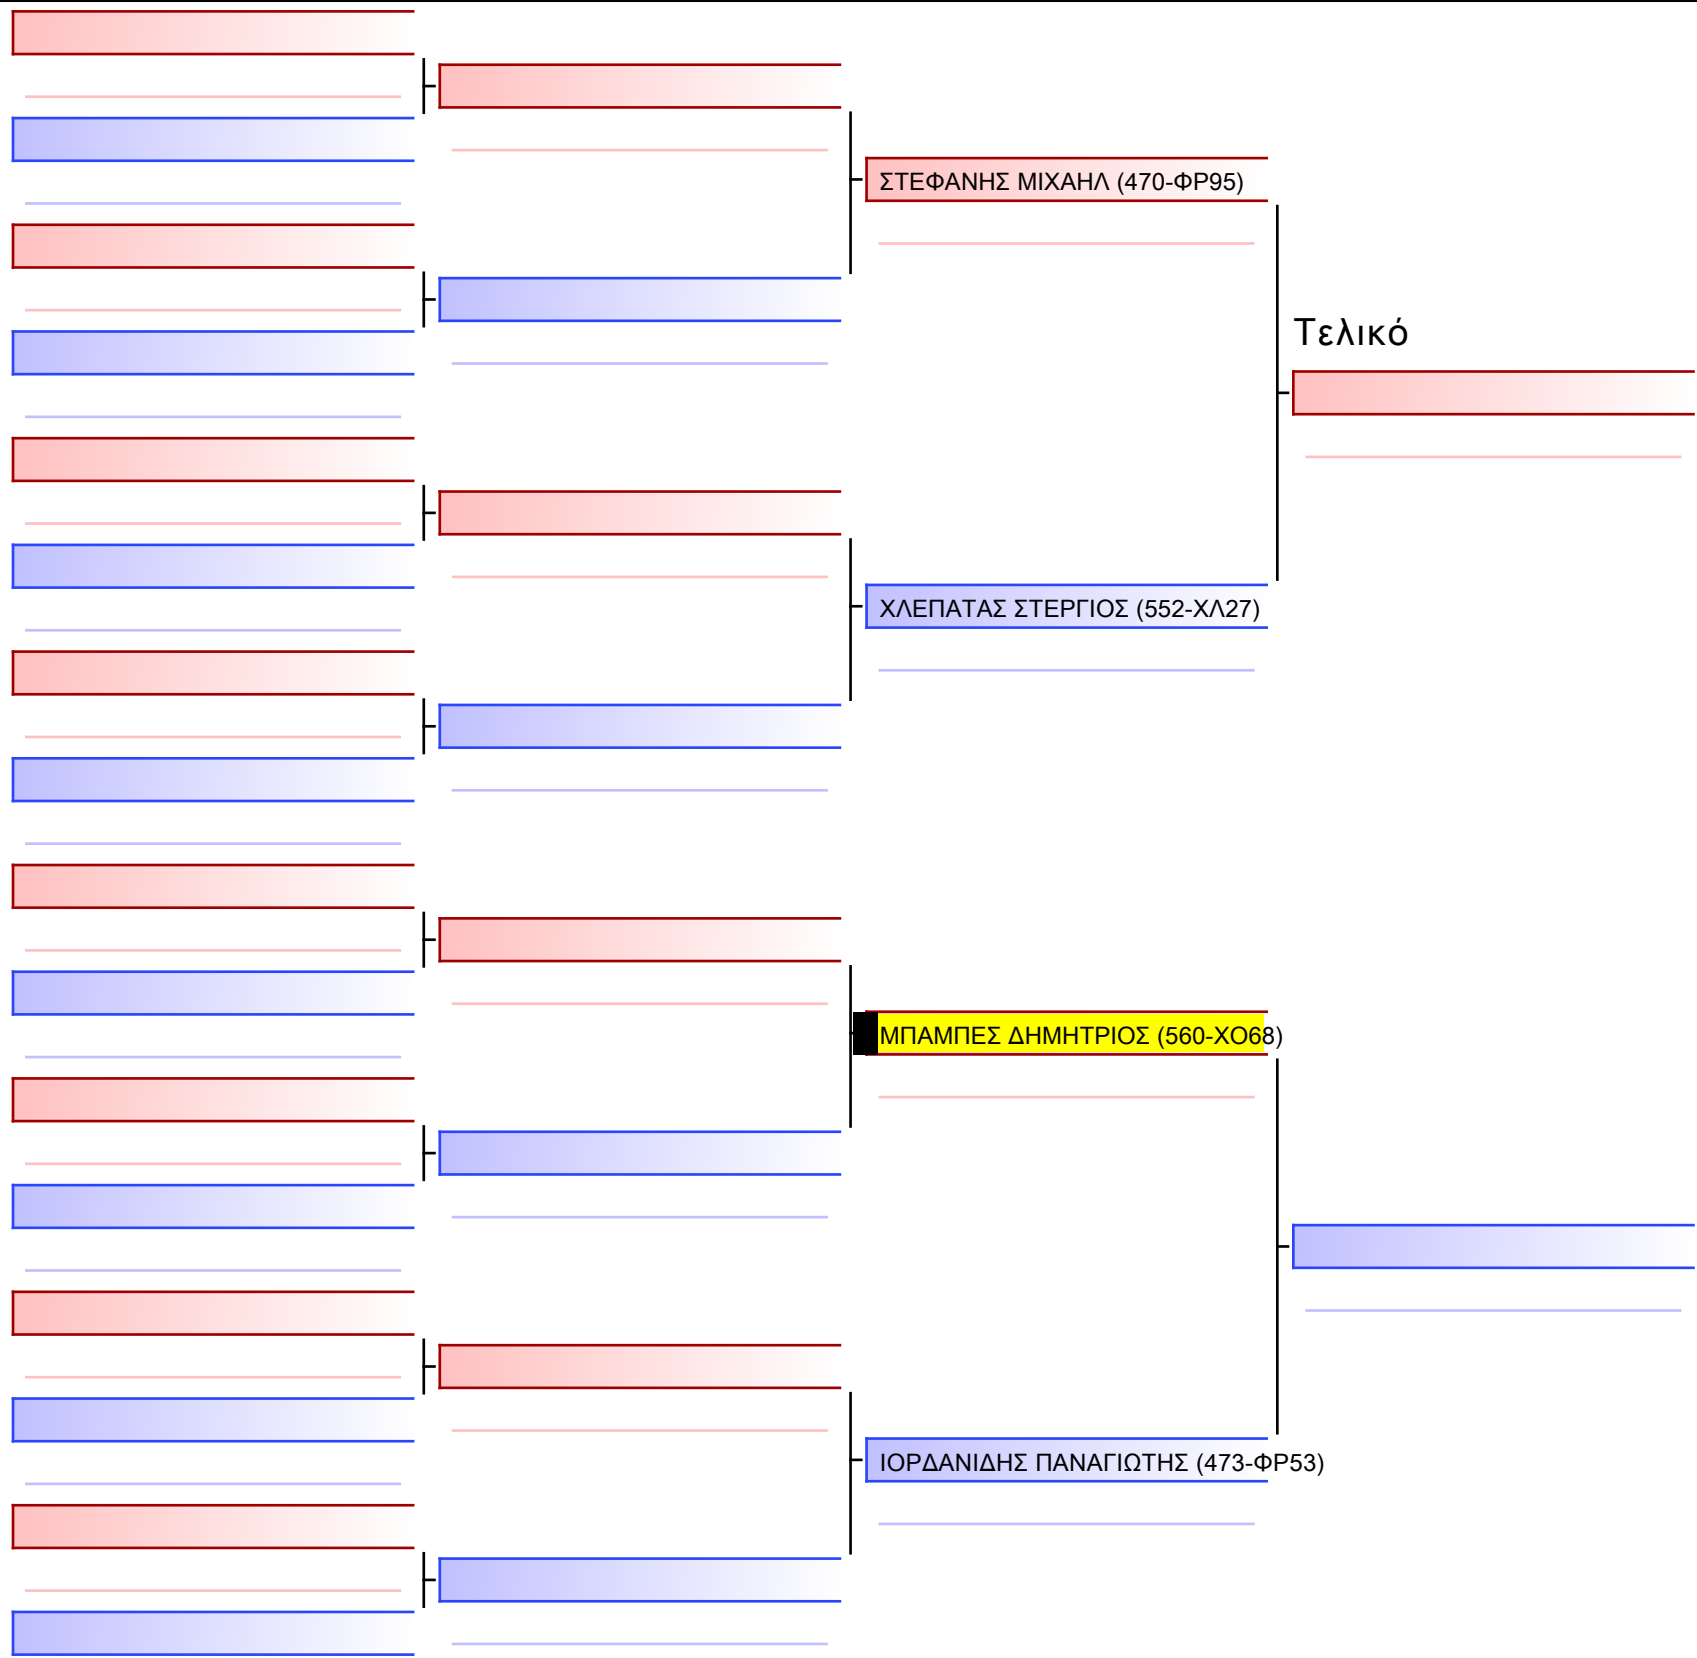 ΣΤΕΦΑΝΗΣ ΜΙΧΑΗΛ (470-ΦΡ95)
Τελικό
ΧΛΕΠΑΤΑΣ ΣΤΕΡΓΙΟΣ (552-ΧΛ27)
ΜΠΑΜΠΕΣ ΔΗΜΗΤΡΙΟΣ (560-ΧΟ68)
ΙΟΡΔΑΝΙΔΗΣ ΠΑΝΑΓΙΩΤΗΣ (473-ΦΡ53)